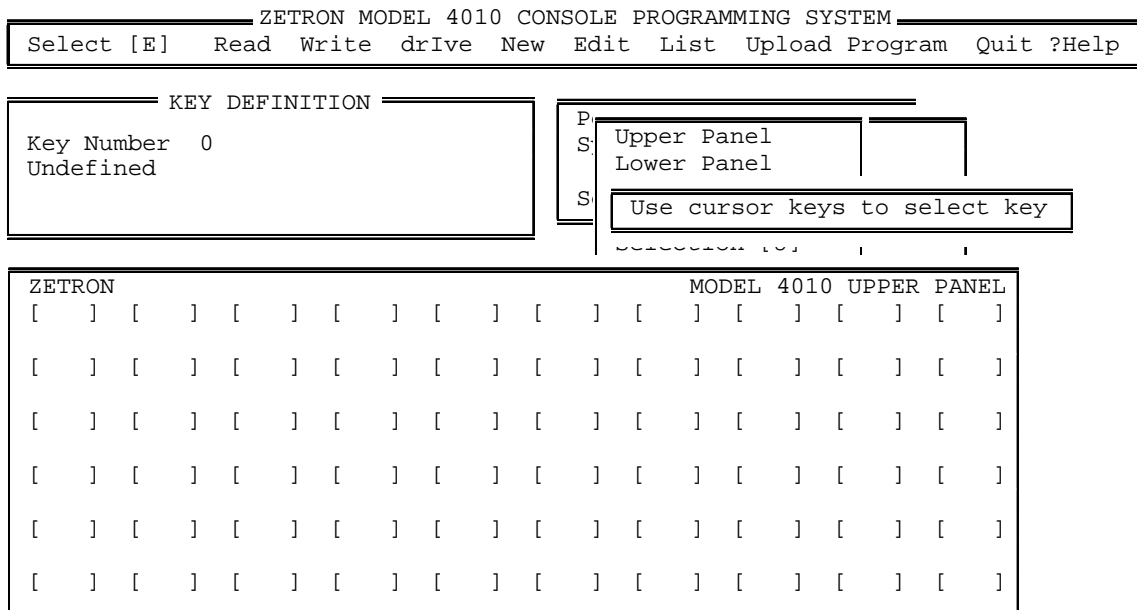 ZETRON MODEL 4010 CONSOLE PROGRAMMING SYSTEM
Select [E] Read Write drIve New Edit List Upload Program Quit ?Help
KEY DEFINITION
Key Number 0
Undefined
Upper Panel
Lower Panel
Use cursor keys to select key
ZETRON MODEL 4010 UPPER PANEL
[ ] [ ] [ ] [ ] [ ] [ ] [ ] [ ] [ ] [ ]
[ ] [ ] [ ] [ ] [ ] [ ] [ ] [ ] [ ] [ ]
[ ] [ ] [ ] [ ] [ ] [ ] [ ] [ ] [ ] [ ]
[ ] [ ] [ ] [ ] [ ] [ ] [ ] [ ] [ ] [ ]
[ ] [ ] [ ] [ ] [ ] [ ] [ ] [ ] [ ] [ ]
[ ] [ ] [ ] [ ] [ ] [ ] [ ] [ ] [ ] [ ]